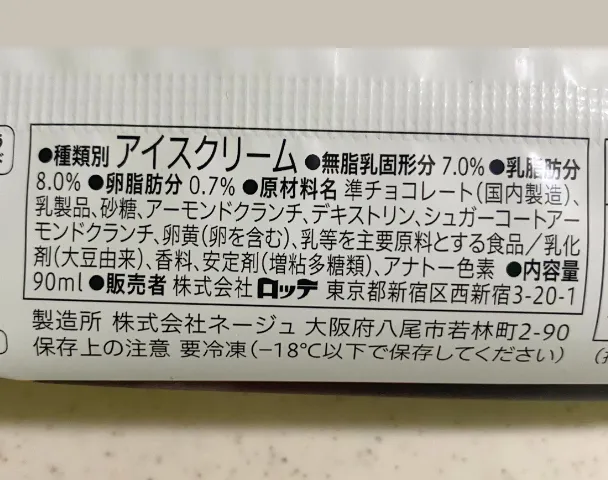 ●種類別 アイスクリーム ●無脂乳固形分 7.0% ●乳脂肪分
8.0% ●卵脂肪分 0.7% ●原材料名 準チョコレート(国内製造)、
乳製品、砂糖、アーモンドクランチ、デキストリン、シュガーコートアー
モンドクランチ、卵黄(卵を含む)、乳等を主要原料とする食品/乳化
剤(大豆由来)、香料、安定剤(増粘多糖類)、アナトー色素 ●内容量
90ml ●販売者 株式会社ロッテ 東京都新宿区西新宿3-20-1
製造所 株式会社ネージュ 大阪府八尾市若林町2-90
保存上の注意 要冷凍(−18℃以下で保存してください)